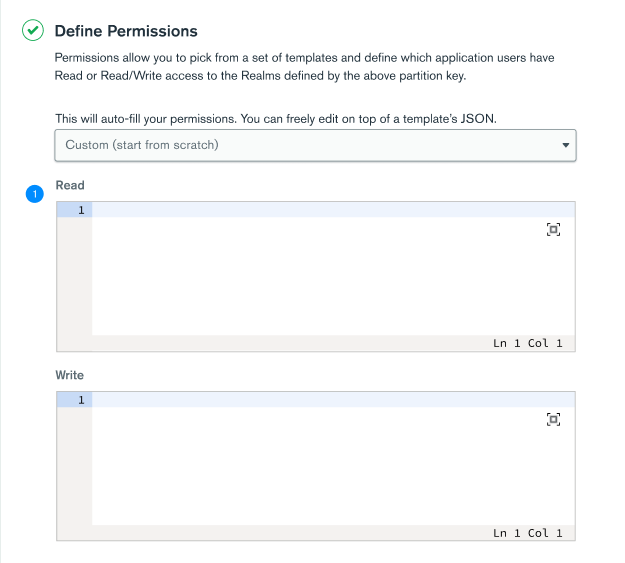 Define Permissions
Permissions allow you to pick from a set of templates and define which application users have
Read or Read/Write access to the Realms defined by the above partition key.
This will auto-fill your permissions. You can freely edit on top of a template's JSON.
Custom (start from scratch)
Read
1
1
Ln 1 Col 1
Write
1
Ln 1 Col 1